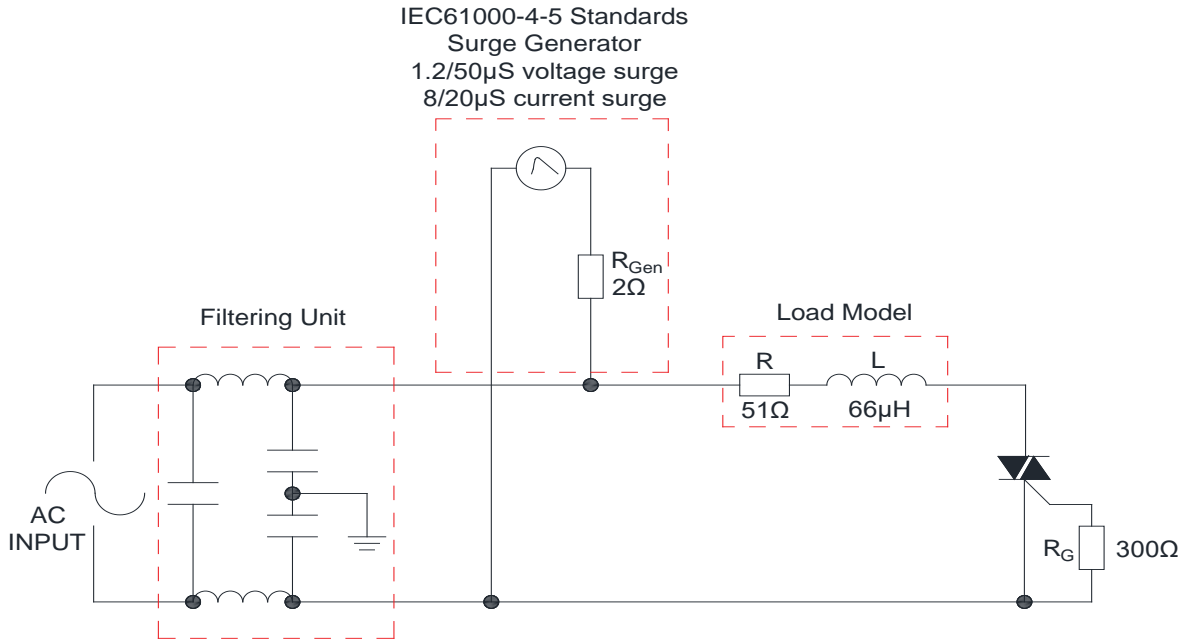 IEC61000-4-5 Standards
Surge Generator
1.2/50μS voltage surge
8/20μS current surge
RGen
2Ω
Filtering Unit
Load Model
R
L
51Ω
66μH
AC
INPUT
RG
300Ω